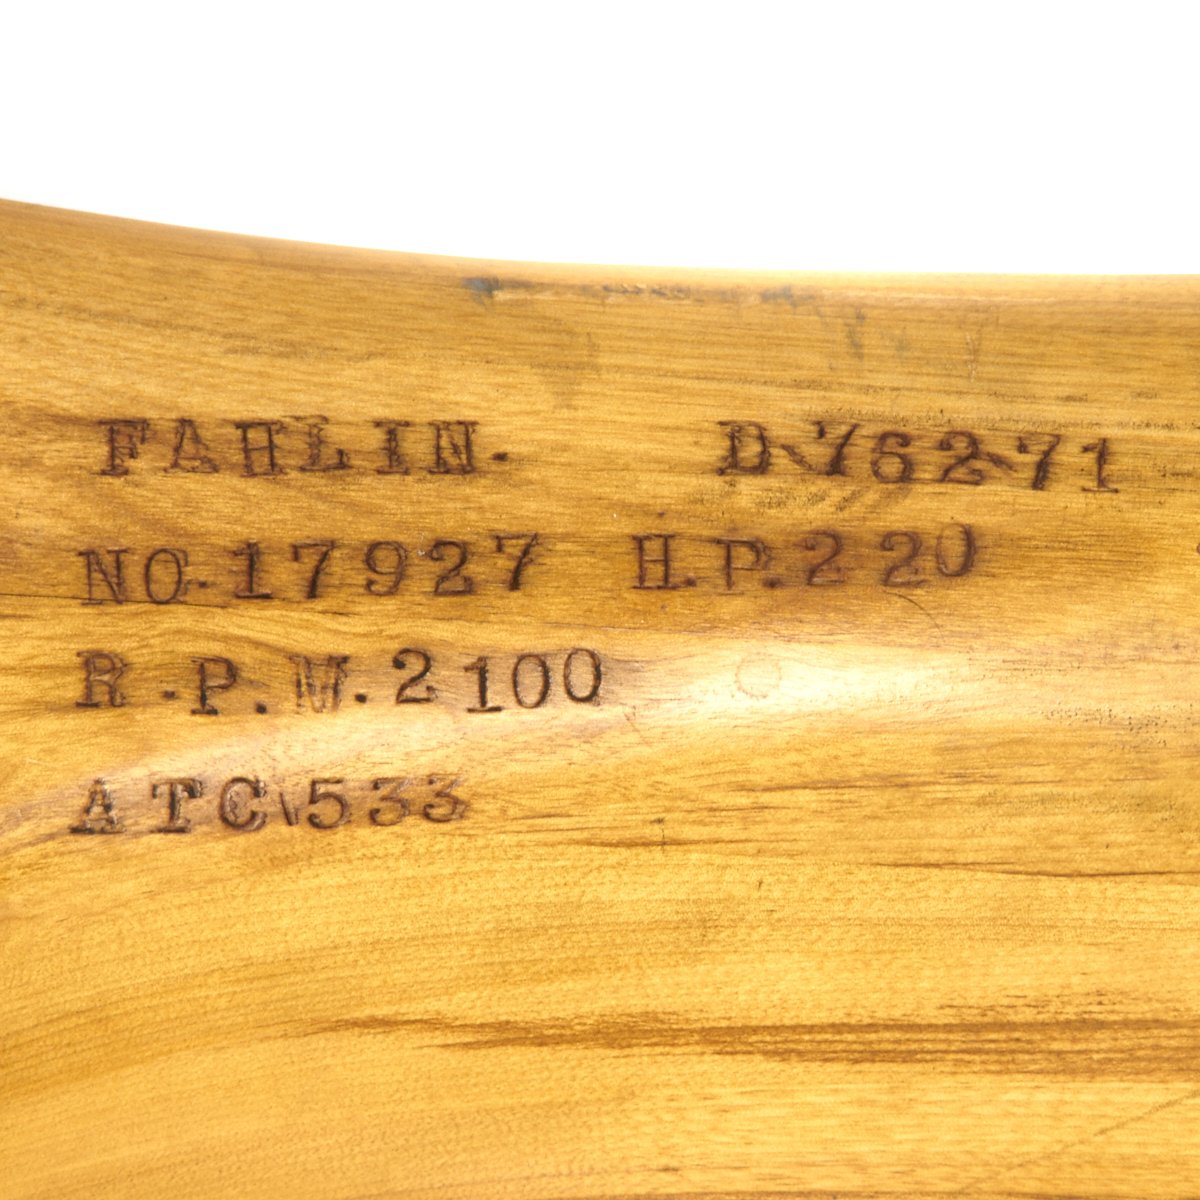 FAHLIN. D-762-71
NO.17927 H.P.220
R.P.M.2100
ATC\533